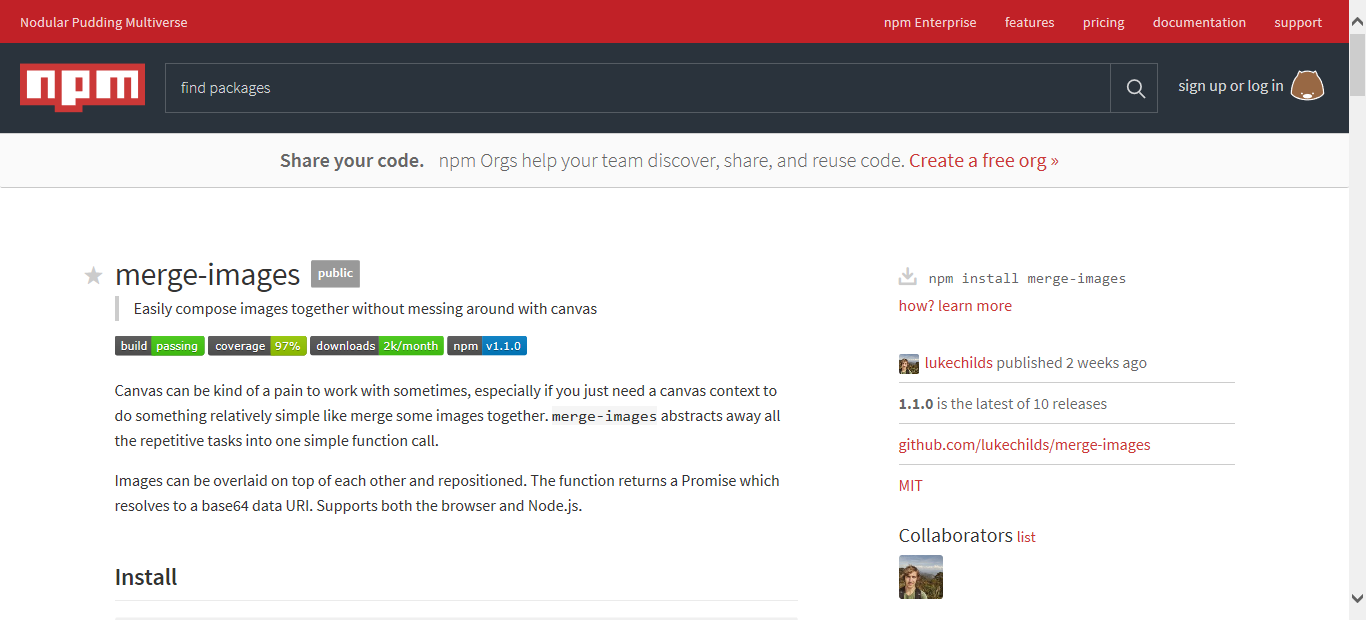 Nodular Pudding Multiverse
npm Enterprise features pricing documentation support
npm
find packages
sign up or log in
Share your code. npm Orgs help your team discover, share, and reuse code. Create a free org »
merge-images public
Easily compose images together without messing around with canvas
build passing coverage 97% downloads 2k/month npm v1.1.0
Canvas can be kind of a pain to work with sometimes, especially if you just need a canvas context to
do something relatively simple like merge some images together. merge-images abstracts away all
the repetitive tasks into one simple function call.
Images can be overlaid on top of each other and repositioned. The function returns a Promise which
resolves to a base64 data URI. Supports both the browser and Node.js.
Install
npm install merge-images
how? learn more
lukechilds published 2 weeks ago
1.1.0 is the latest of 10 releases
github.com/lukechilds/merge-images
MIT
Collaborators list